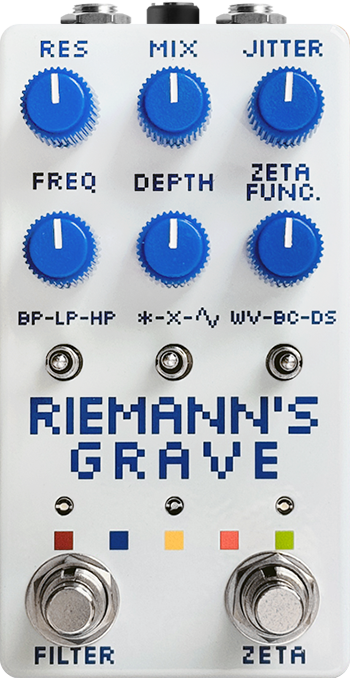 RES MIX JITTER
FREQ DEPTH ZETA
FUNC.
BP-LP-HP *-X-∿ WV-BC-DS
RIEMANN'S
GRAVE
FILTER ZETA